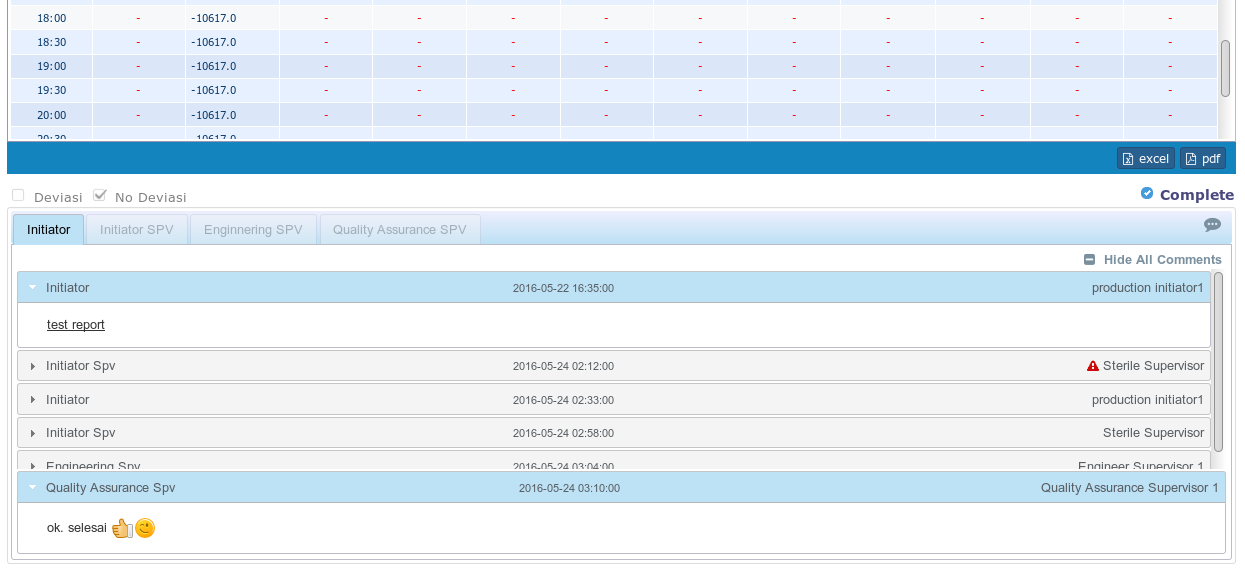 18:00 - -10617.0 - - - - - - - - - -
18:30 - -10617.0 - - - - - - - - - -
19:00 - -10617.0 - - - - - - - - - -
19:30 - -10617.0 - - - - - - - - - -
20:00 - -10617.0 - - - - - - - - - -
20:30 -10617.0
excel pdf
Deviasi No Deviasi Complete
Initiator Initiator SPV Enginnering SPV Quality Assurance SPV
Hide All Comments
Initiator 2016-05-22 16:35:00 production initiator1
test report
Initiator Spv 2016-05-24 02:12:00 Sterile Supervisor
Initiator 2016-05-24 02:33:00 production initiator1
Initiator Spv 2016-05-24 02:58:00 Sterile Supervisor
Engineering Spv 2016-05-24 03:04:00 Engineer Supervisor 1
Quality Assurance Spv 2016-05-24 03:10:00 Quality Assurance Supervisor 1
ok. selesai